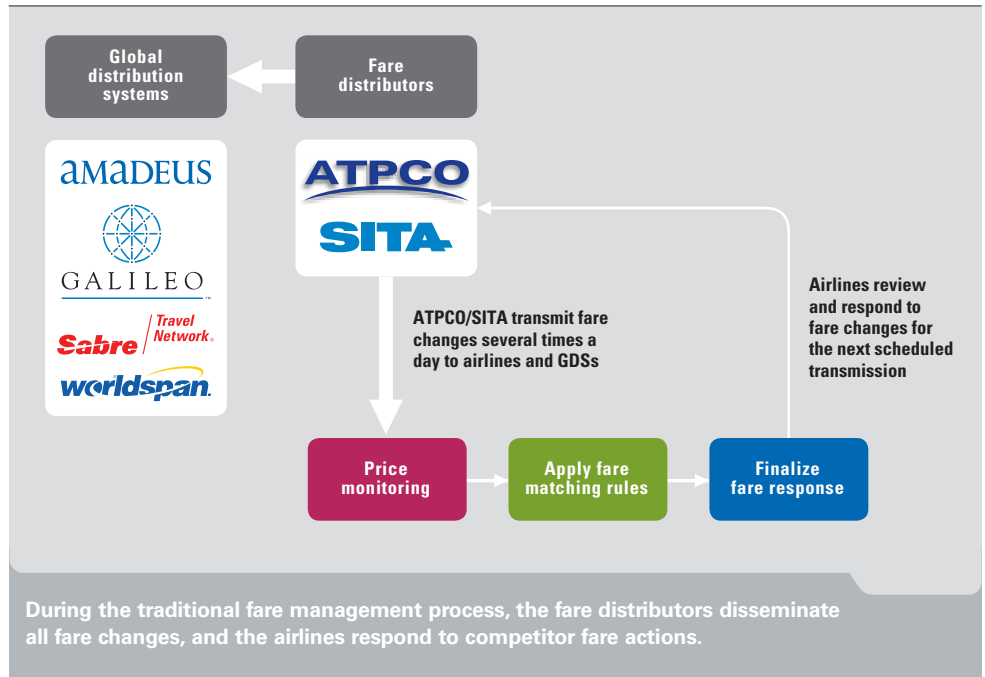 Global
distribution
systems
Fare
distributors
AMADEUS
GALILEO
™
Sabre
Travel
Network®
worldspan.
ATPCO
SITA
ATPCO/SITA transmit fare
changes several times a
day to airlines and GDSs
Airlines review
and respond to
fare changes for
the next scheduled
transmission
Price
monitoring
Apply fare
matching rules
Finalize
fare response
During the traditional fare management process, the fare distributors disseminate
all fare changes, and the airlines respond to competitor fare actions.